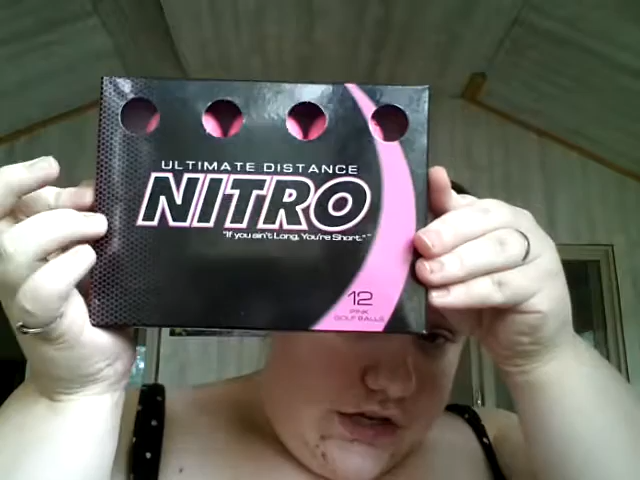 ULTIMATE DISTANCE
NITRO
"If you ain't Long, You're Short."
12
PINK
GOLF BALLS